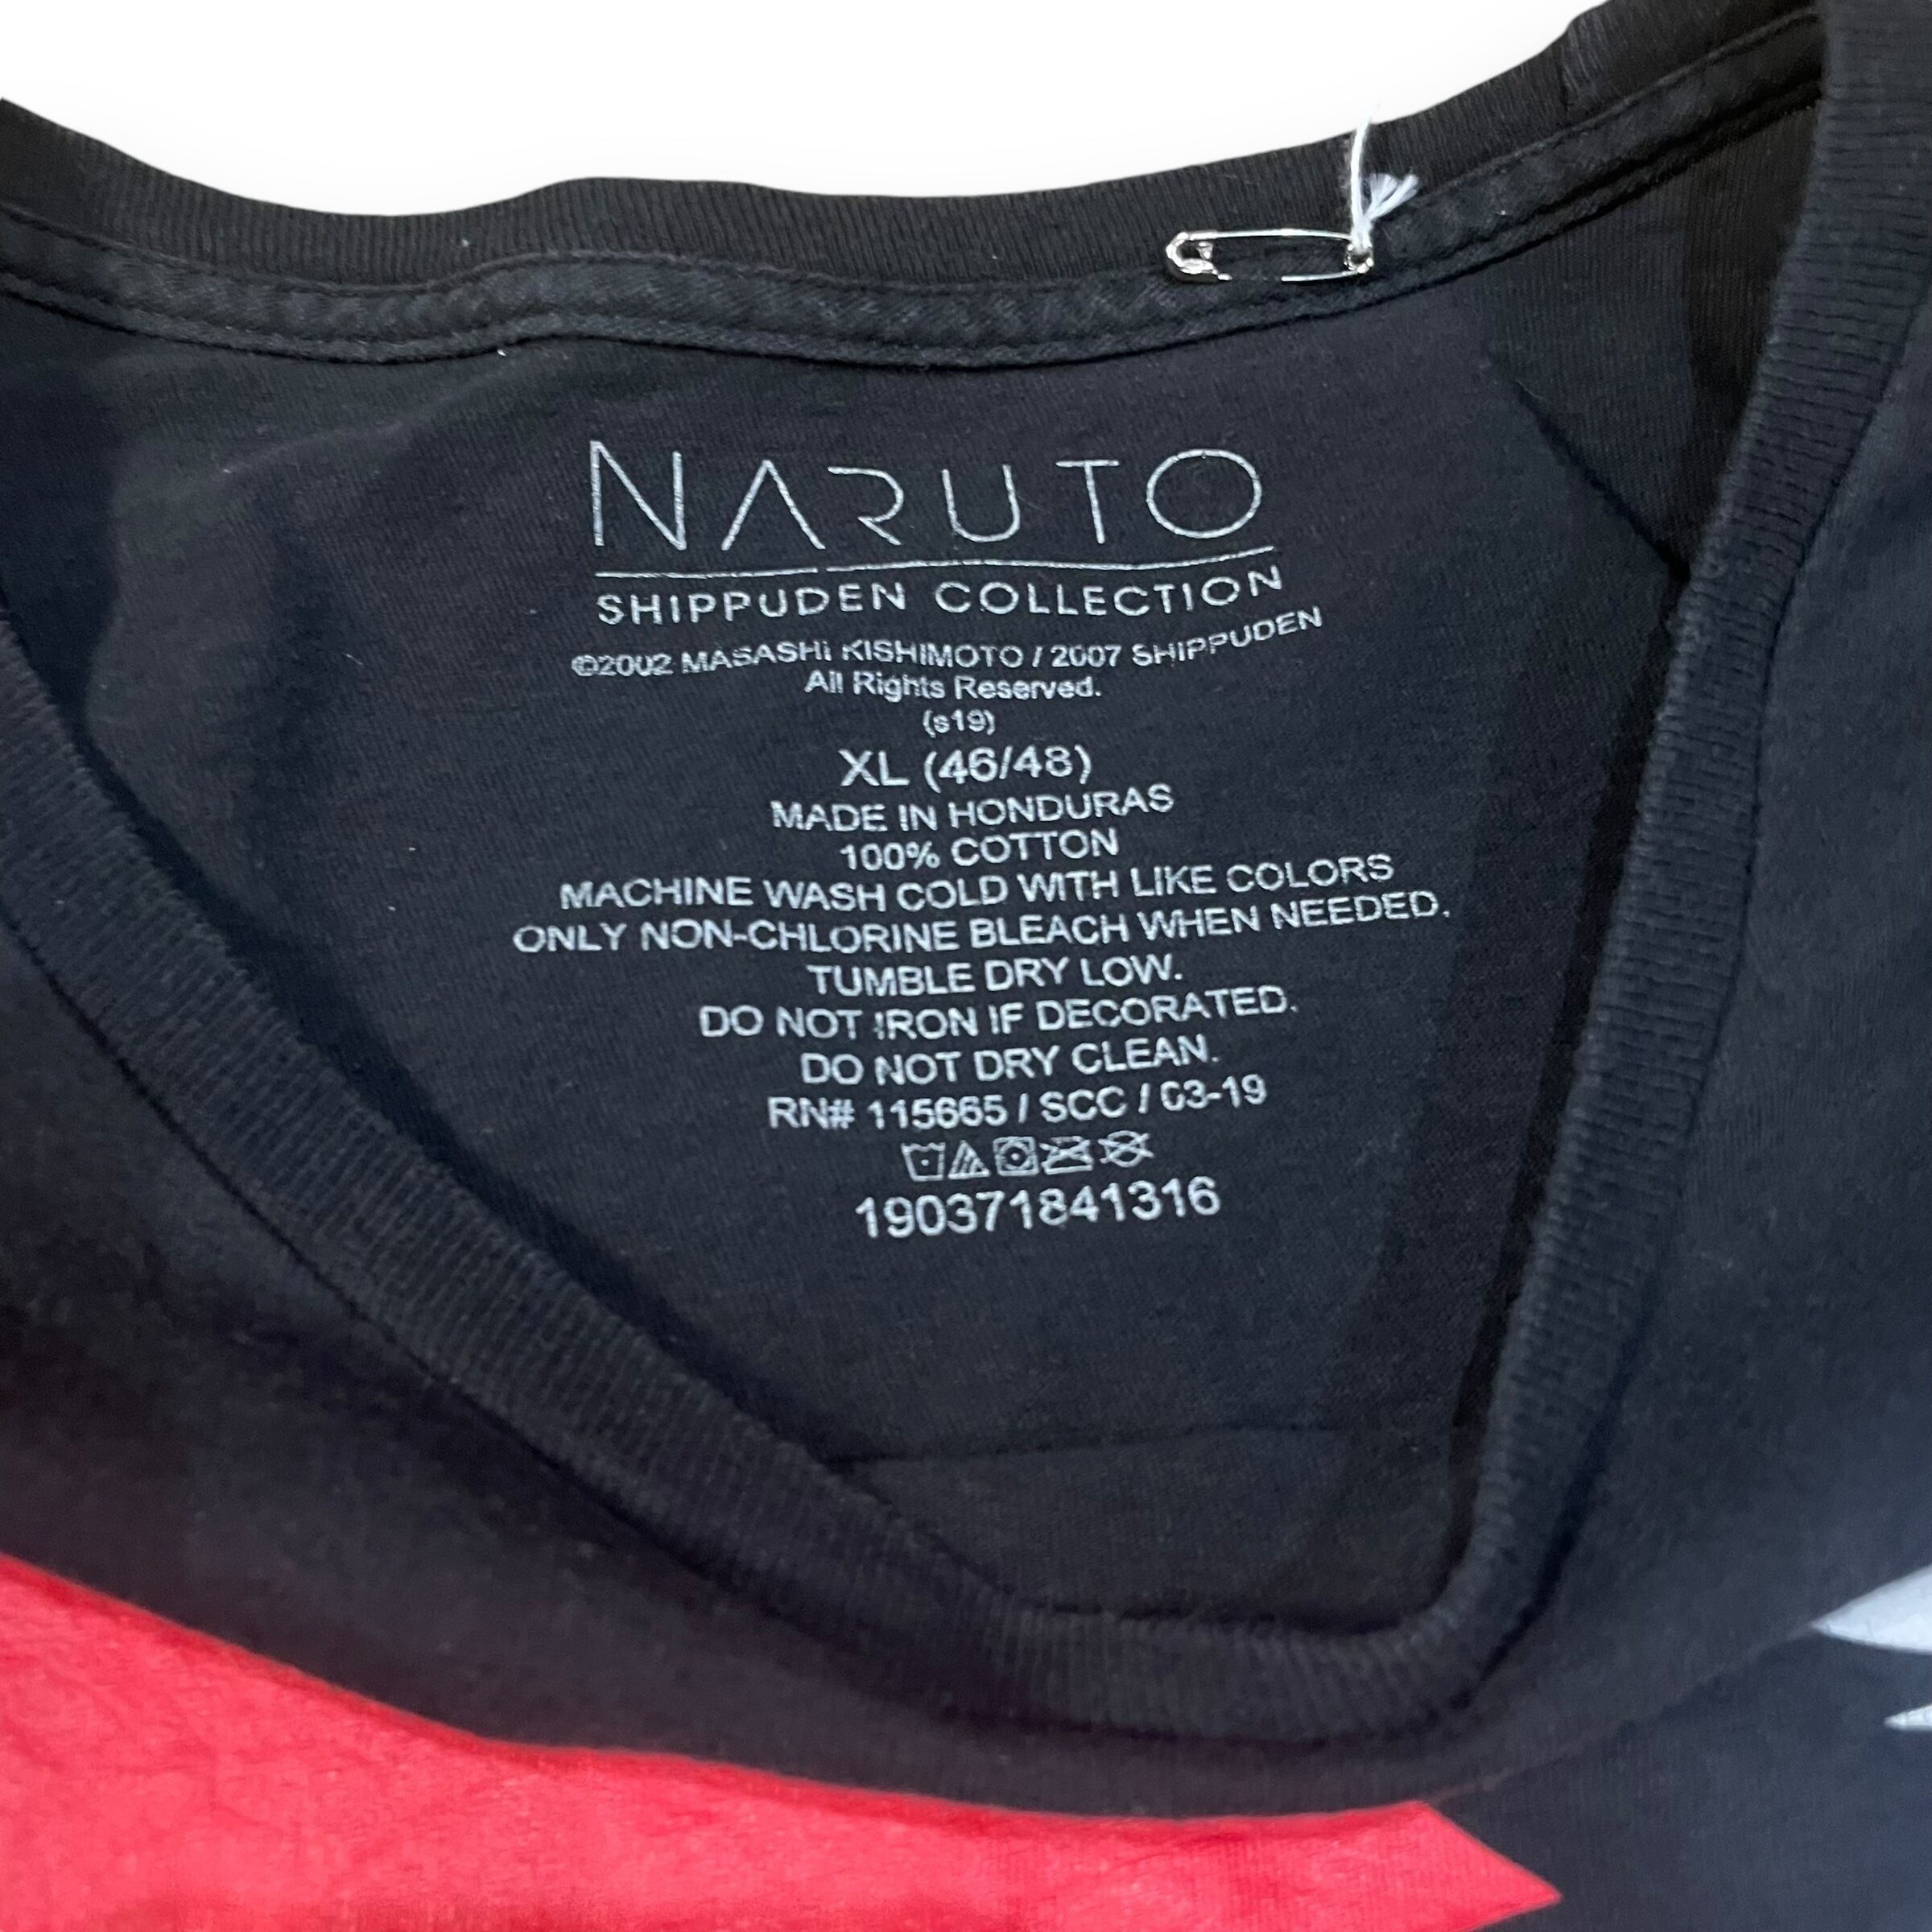 NARUTO
SHIPPUDEN COLLECTION
©2002 MASASHI KISHIMOTO / 2007 SHIPPUDEN
All Rights Reserved.
(s19)
XL (46/48)
MADE IN HONDURAS
100% COTTON
MACHINE WASH COLD WITH LIKE COLORS
ONLY NON-CHLORINE BLEACH WHEN NEEDED.
TUMBLE DRY LOW.
DO NOT IRON IF DECORATED.
DO NOT DRY CLEAN.
RN# 115665 / SCC / 03-19
190371841316